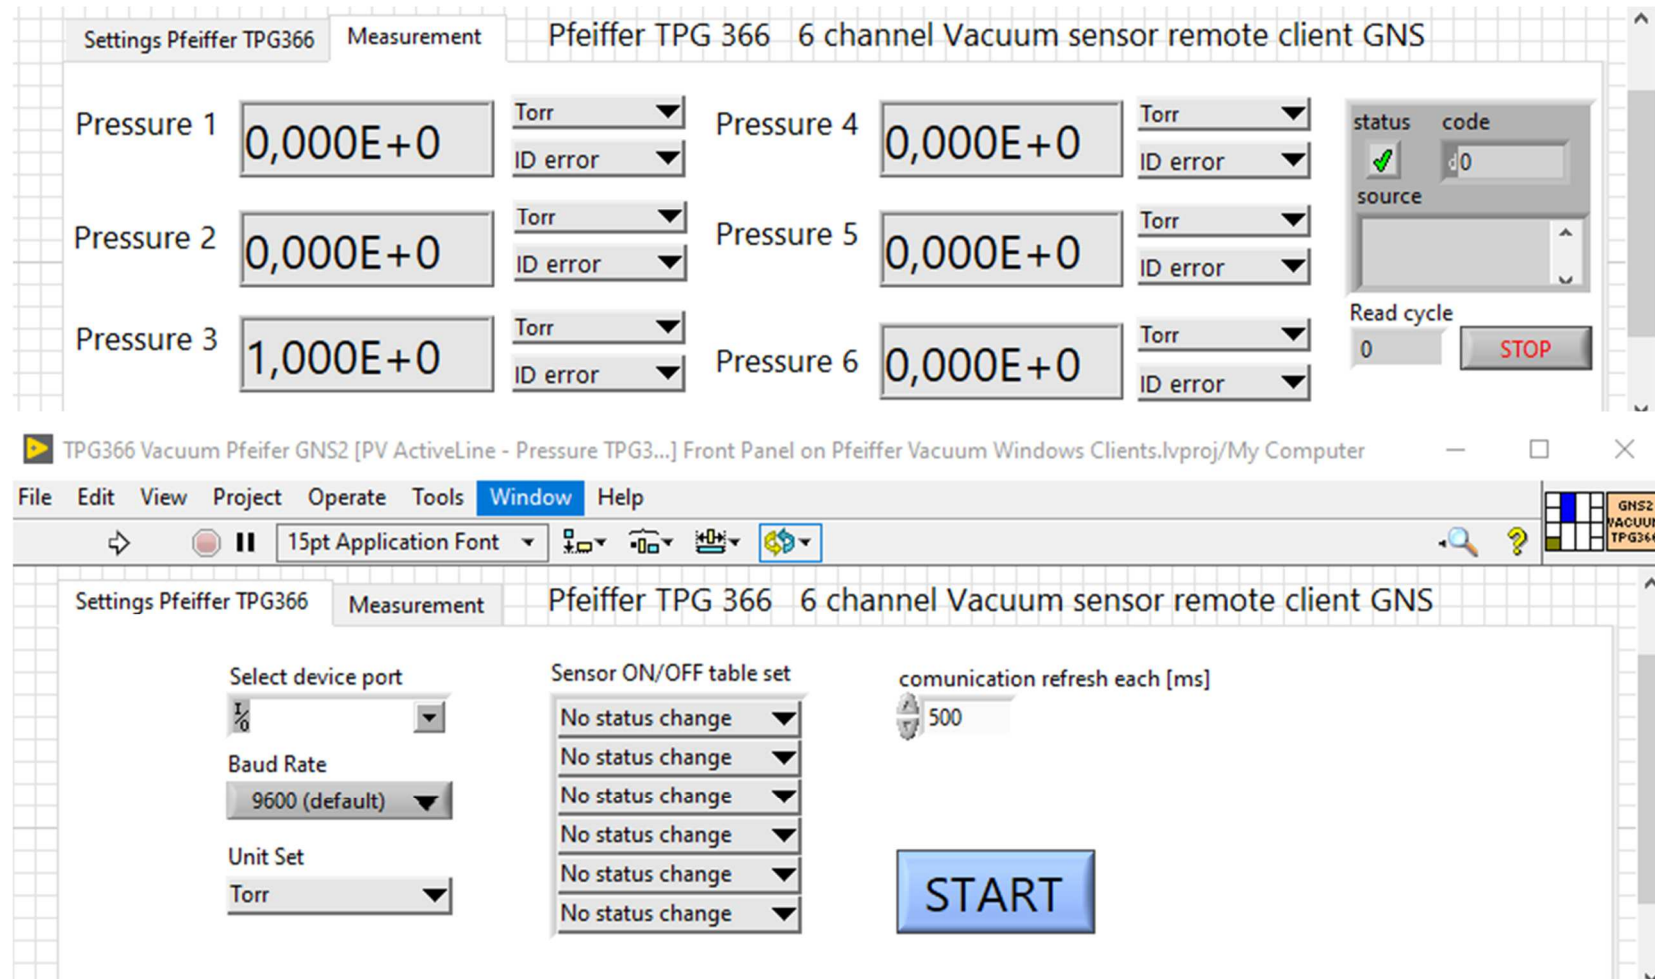 Settings Pfeiffer TPG366 Measurement Pfeiffer TPG 366 6 channel Vacuum sensor remote client GNS
Pressure 1 0,000E+0 Torr
ID error
Pressure 4 0,000E+0 Torr
ID error
status code
d 0
source
Pressure 2 0,000E+0 Torr
ID error
Pressure 5 0,000E+0 Torr
ID error
Pressure 3 1,000E+0 Torr
ID error
Pressure 6 0,000E+0 Torr
ID error
Read cycle
0 STOP
TPG366 Vacuum Pfeifer GNS2 [PV ActiveLine - Pressure TPG3...] Front Panel on Pfeiffer Vacuum Windows Clients.lvproj/My Computer
File Edit View Project Operate Tools Window Help
15pt Application Font
GNS2
VACUUM
TPG366
Settings Pfeiffer TPG366 Measurement Pfeiffer TPG 366 6 channel Vacuum sensor remote client GNS
Select device port
I/O
Baud Rate
9600 (default)
Unit Set
Torr
Sensor ON/OFF table set
No status change
No status change
No status change
No status change
No status change
No status change
comunication refresh each [ms]
500
START